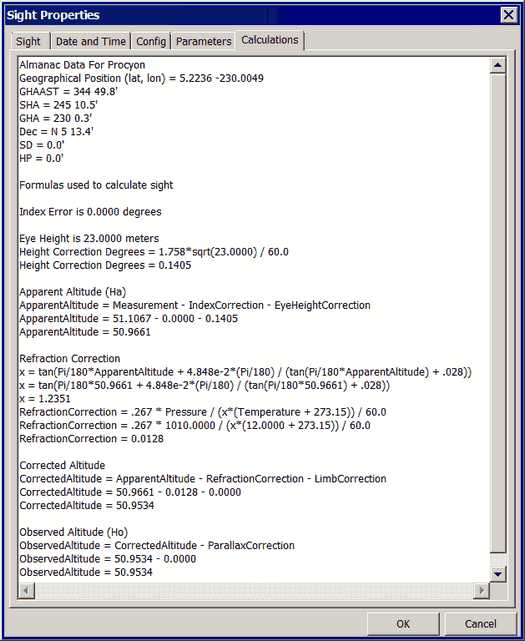 Sight Properties
Sight Date and Time Config Parameters Calculations
Almanac Data For Procyon
Geographical Position (lat, lon) = 5.2236 -230.0049
GHAAST = 344 49.8'
SHA = 245 10.5'
GHA = 230 0.3'
Dec = N 5 13.4'
SD = 0.0'
HP = 0.0'
Formulas used to calculate sight
Index Error is 0.0000 degrees
Eye Height is 23.0000 meters
Height Correction Degrees = 1.758*sqrt(23.0000) / 60.0
Height Correction Degrees = 0.1405
Apparent Altitude (Ha)
ApparentAltitude = Measurement - IndexCorrection - EyeHeightCorrection
ApparentAltitude = 51.1067 - 0.0000 - 0.1405
ApparentAltitude = 50.9661
Refraction Correction
x = tan(Pi/180*ApparentAltitude + 4.848e-2*(Pi/180) / (tan(Pi/180*ApparentAltitude) + .028))
x = tan(Pi/180*50.9661 + 4.848e-2*(Pi/180) / (tan(Pi/180*50.9661) + .028))
x = 1.2351
RefractionCorrection = .267 * Pressure / (x*(Temperature + 273.15)) / 60.0
RefractionCorrection = .267 * 1010.0000 / (x*(12.0000 + 273.15)) / 60.0
RefractionCorrection = 0.0128
Corrected Altitude
CorrectedAltitude = ApparentAltitude - RefractionCorrection - LimbCorrection
CorrectedAltitude = 50.9661 - 0.0128 - 0.0000
CorrectedAltitude = 50.9534
Observed Altitude (Ho)
ObservedAltitude = CorrectedAltitude - ParallaxCorrection
ObservedAltitude = 50.9534 - 0.0000
ObservedAltitude = 50.9534
OK Cancel